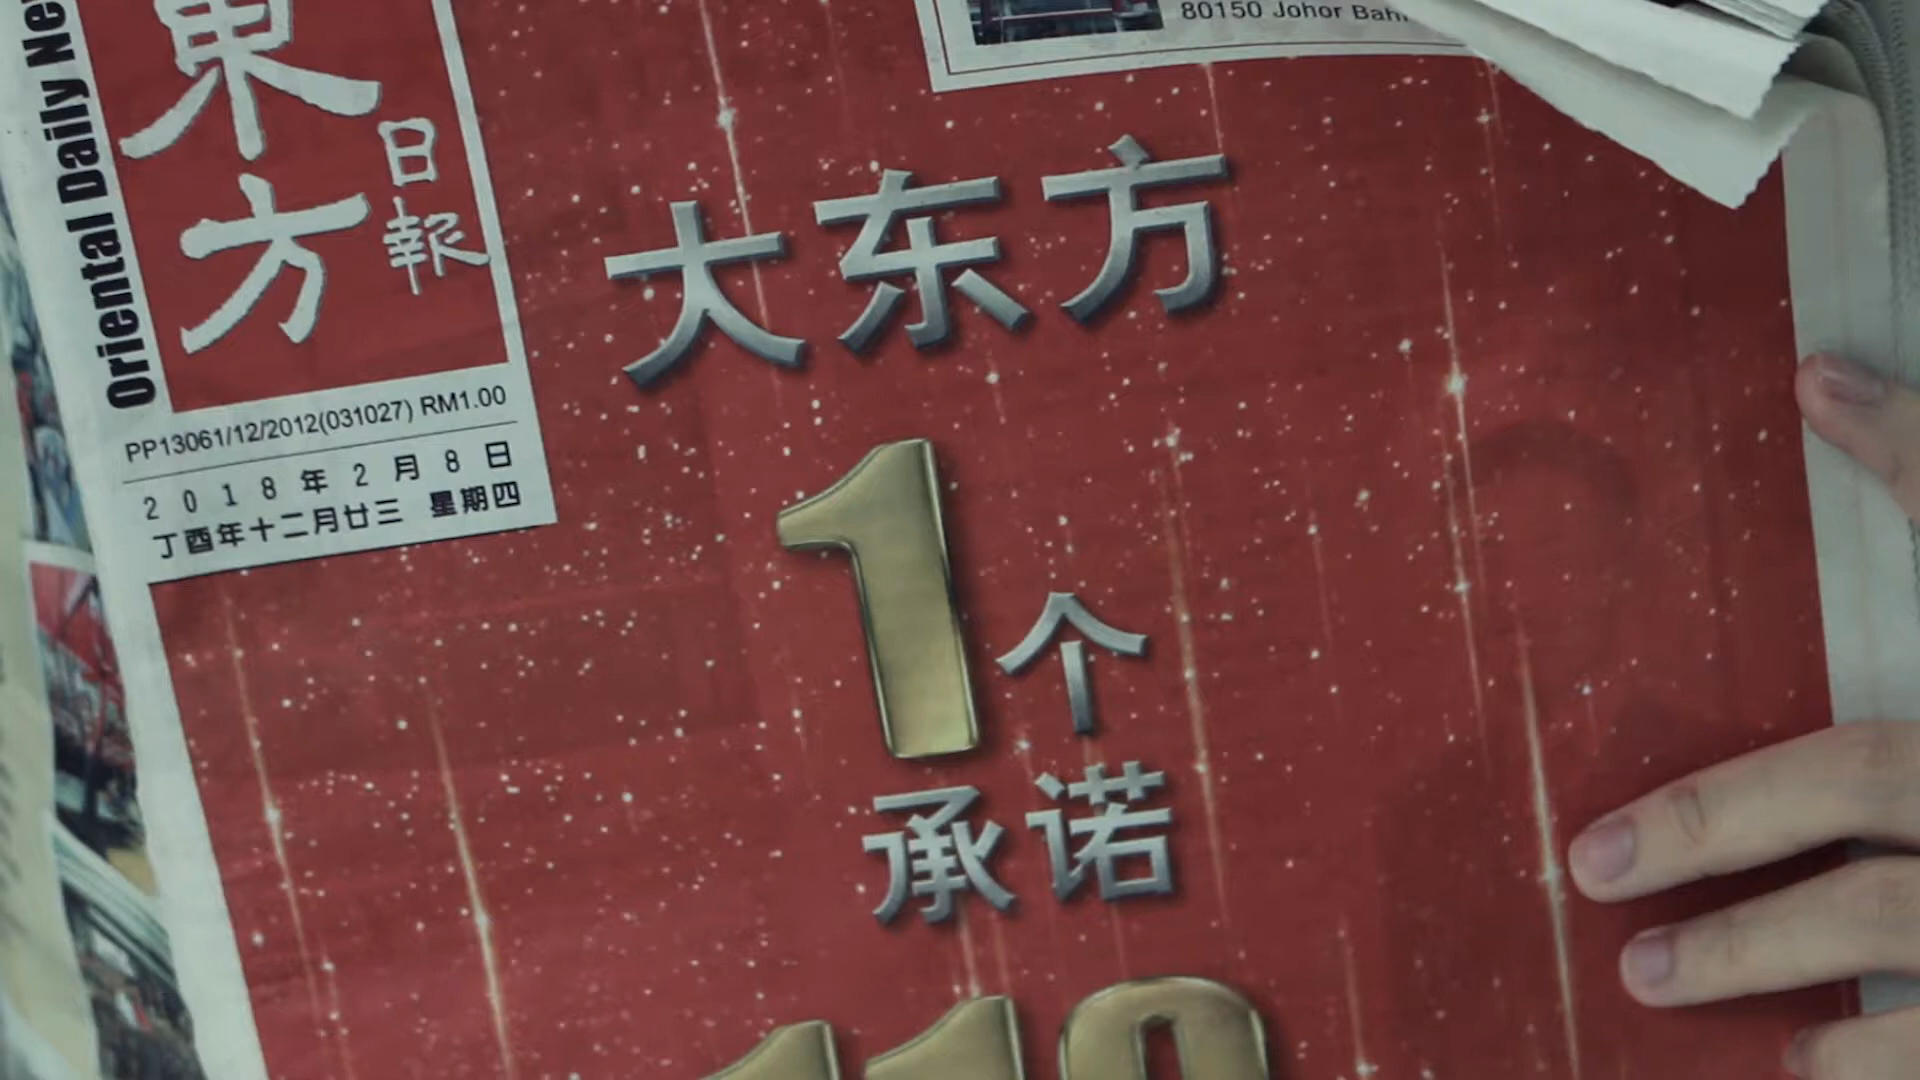 Oriental Daily Ne
東方
日報
PP13061/12/2012(031027) RM1.00
2018年2月8日
丁酉年十二月廿三 星期四
80150 Johor Bah
大东方
1个
承诺